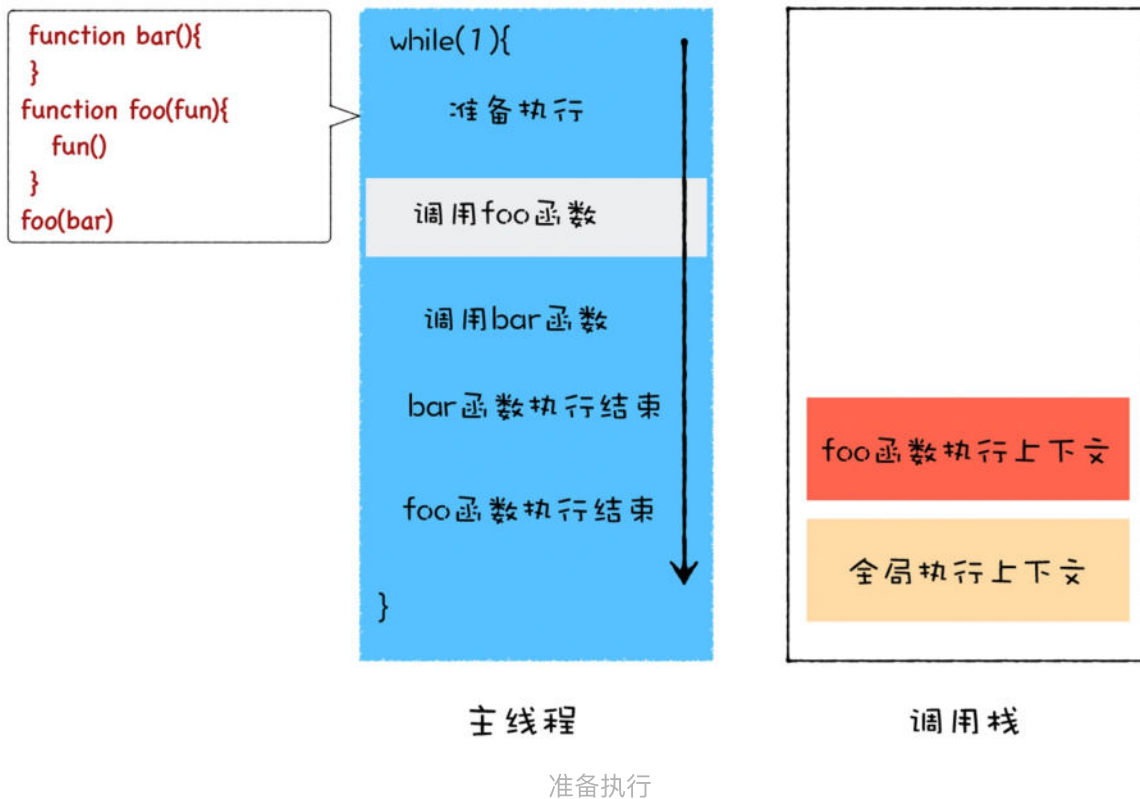 function bar(){
}
function foo(fun){
fun()
}
foo(bar)
while(1){
准备执行
调用foo函数
调用bar函数
bar函数执行结束
foo函数执行结束
}
主线程
foo函数执行上下文
全局执行上下文
调用栈
准备执行